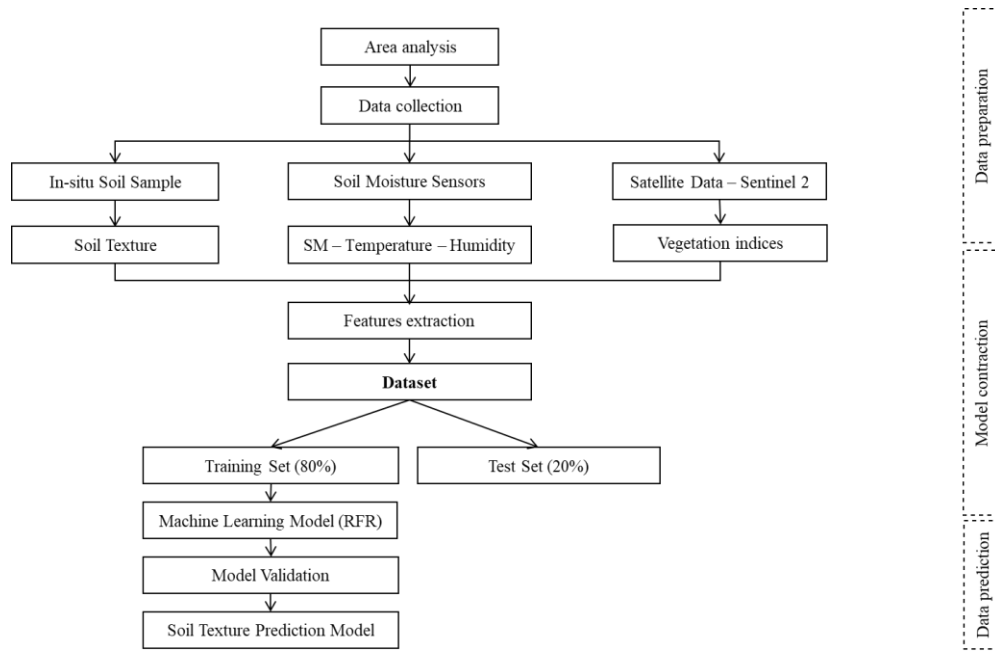 Area analysis
Data collection
In-situ Soil Sample
Soil Moisture Sensors
Satellite Data – Sentinel 2
Soil Texture
SM – Temperature – Humidity
Vegetation indices
Features extraction
Dataset
Training Set (80%)
Test Set (20%)
Machine Learning Model (RFR)
Model Validation
Soil Texture Prediction Model
Data preparation
Model contraction
Data prediction